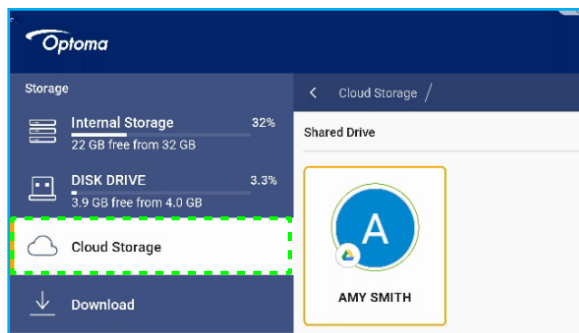 Optoma
Storage
Internal Storage 32%
22 GB free from 32 GB
DISK DRIVE 3.3%
3.9 GB free from 4.0 GB
Cloud Storage
Download
< Cloud Storage /
Shared Drive
A
AMY SMITH